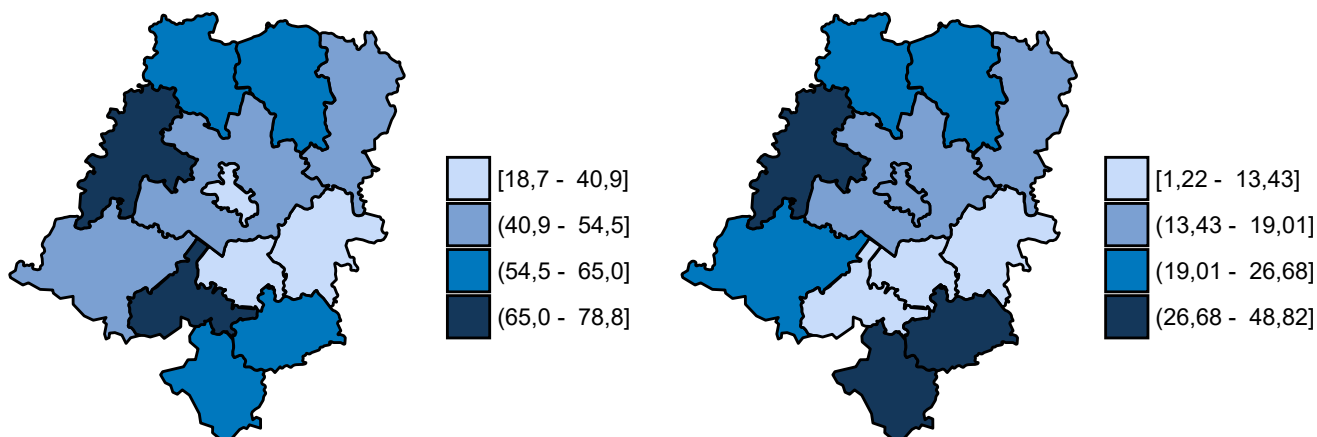 [18,7 - 40,9]
(40,9 - 54,5]
(54,5 - 65,0]
(65,0 - 78,8]
[1,22 - 13,43]
(13,43 - 19,01]
(19,01 - 26,68]
(26,68 - 48,82]